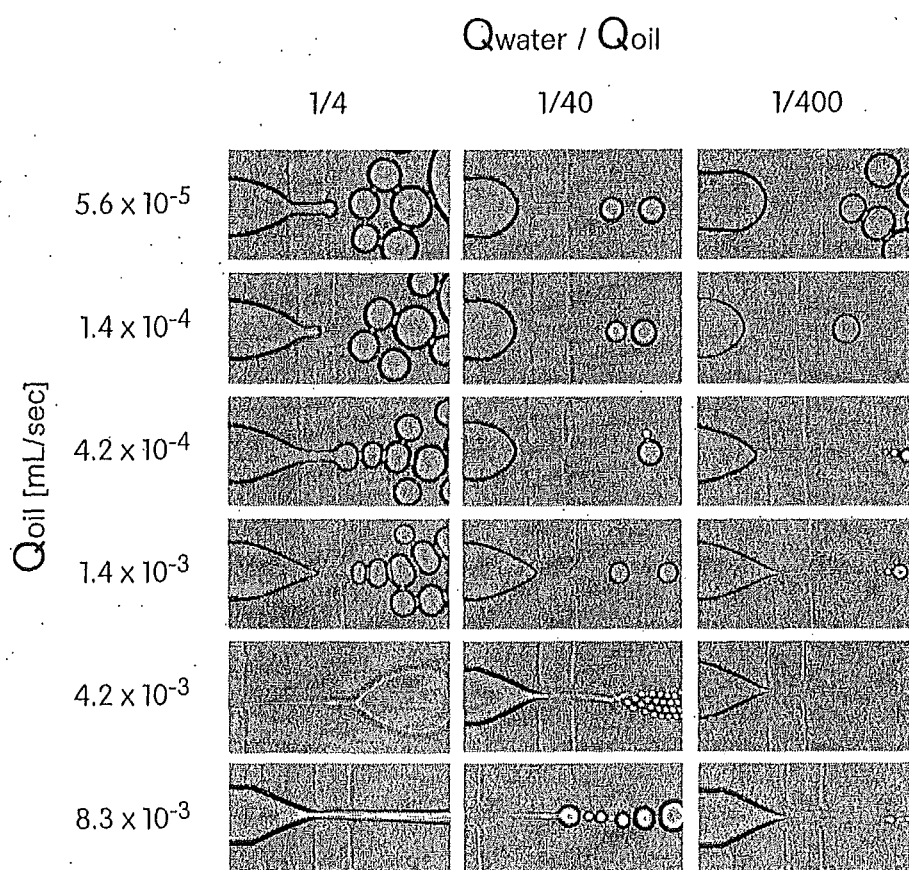 Qwater / Qoil
1/4 1/40 1/400
5.6 x 10-5
1.4 x 10-4
4.2 x 10-4
1.4 x 10-3
4.2 x 10-3
8.3 x 10-3
Qoil [mL/sec]